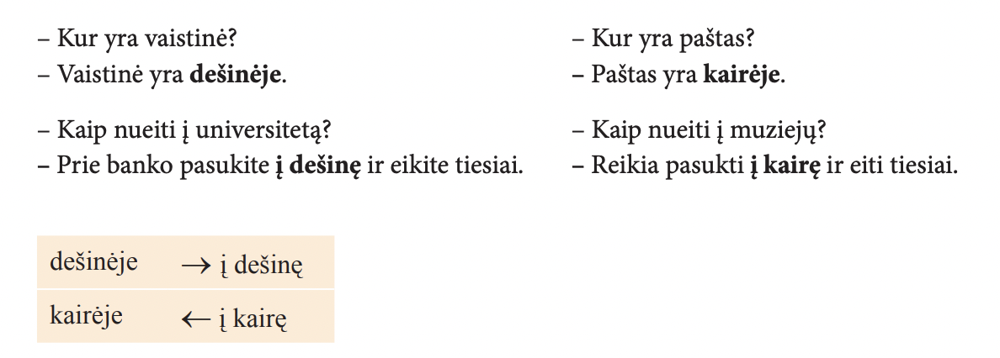 – Kur yra vaistinė?
– Vaistinė yra dešinėje.
– Kaip nueiti į universitetą?
– Prie banko pasukite į dešinę ir eikite tiesiai.
– Kur yra paštas?
– Paštas yra kairėje.
– Kaip nueiti į muziejų?
– Reikia pasukti į kairę ir eiti tiesiai.
dešinėje → į dešinę
kairėje ← į kairę